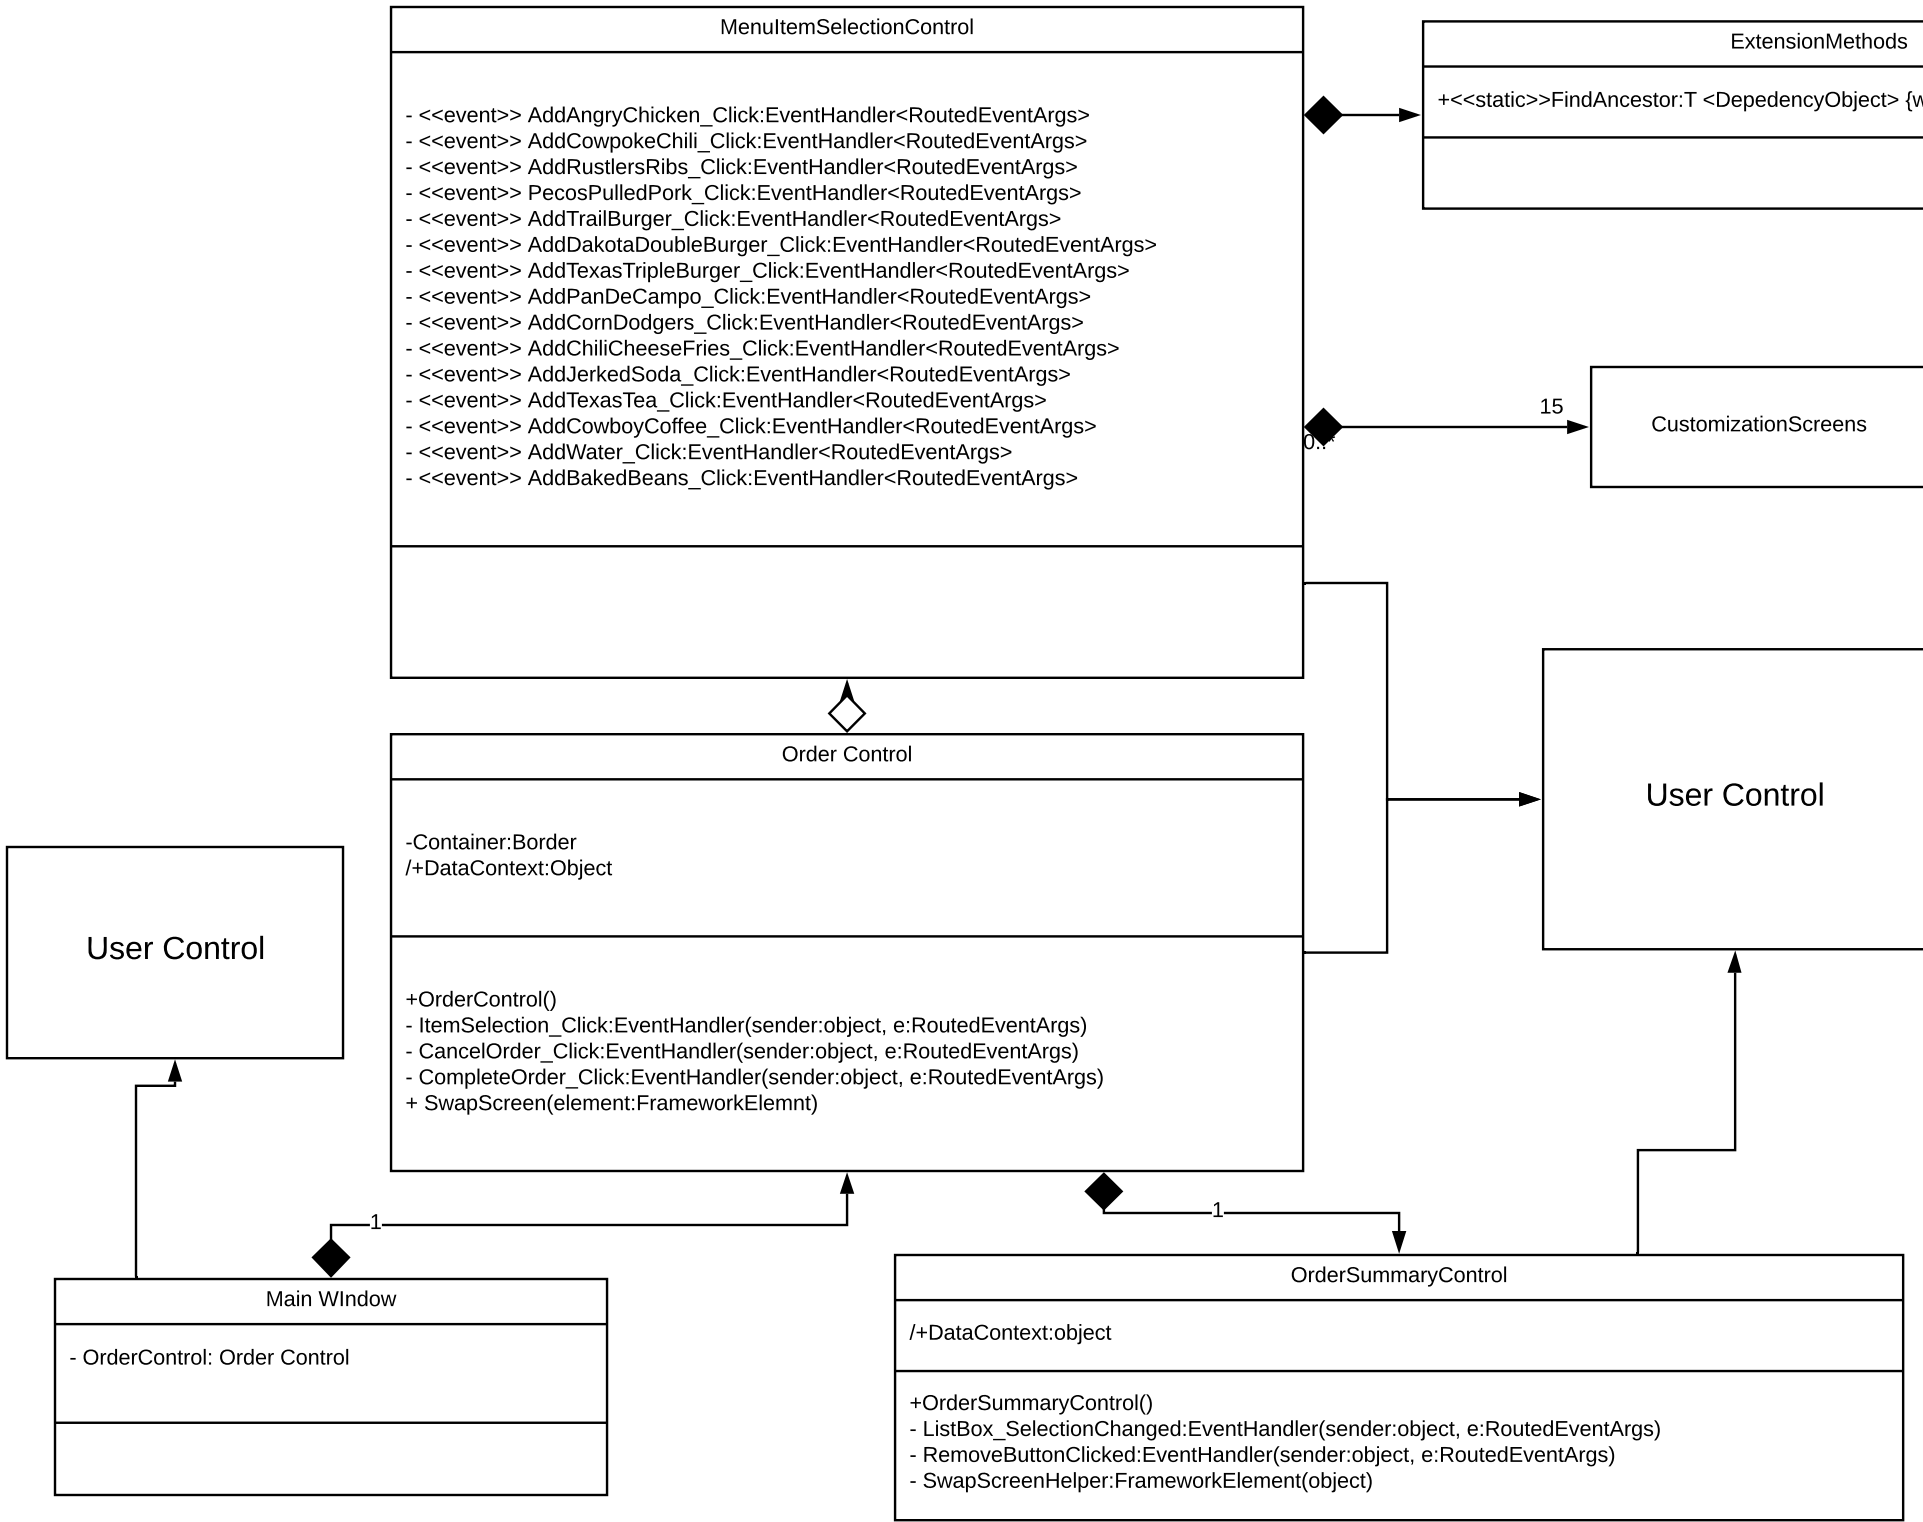 MenuItemSelectionControl
- <<event>> AddAngryChicken_Click:EventHandler<RoutedEventArgs>
- <<event>> AddCowpokeChili_Click:EventHandler<RoutedEventArgs>
- <<event>> AddRustlersRibs_Click:EventHandler<RoutedEventArgs>
- <<event>> PecosPulledPork_Click:EventHandler<RoutedEventArgs>
- <<event>> AddTrailBurger_Click:EventHandler<RoutedEventArgs>
- <<event>> AddDakotaDoubleBurger_Click:EventHandler<RoutedEventArgs>
- <<event>> AddTexasTripleBurger_Click:EventHandler<RoutedEventArgs>
- <<event>> AddPanDeCampo_Click:EventHandler<RoutedEventArgs>
- <<event>> AddCornDodgers_Click:EventHandler<RoutedEventArgs>
- <<event>> AddChiliCheeseFries_Click:EventHandler<RoutedEventArgs>
- <<event>> AddJerkedSoda_Click:EventHandler<RoutedEventArgs>
- <<event>> AddTexasTea_Click:EventHandler<RoutedEventArgs>
- <<event>> AddCowboyCoffee_Click:EventHandler<RoutedEventArgs>
- <<event>> AddWater_Click:EventHandler<RoutedEventArgs>
- <<event>> AddBakedBeans_Click:EventHandler<RoutedEventArgs>
ExtensionMethods
+<<static>>FindAncestor:T <DepedencyObject> {w
15
0..*
CustomizationScreens
Order Control
-Container:Border
/+DataContext:Object
+OrderControl()
- ItemSelection_Click:EventHandler(sender:object, e:RoutedEventArgs)
- CancelOrder_Click:EventHandler(sender:object, e:RoutedEventArgs)
- CompleteOrder_Click:EventHandler(sender:object, e:RoutedEventArgs)
+ SwapScreen(element:FrameworkElemnt)
User Control
User Control
1
1
Main WIndow
- OrderControl: Order Control
OrderSummaryControl
/+DataContext:object
+OrderSummaryControl()
- ListBox_SelectionChanged:EventHandler(sender:object, e:RoutedEventArgs)
- RemoveButtonClicked:EventHandler(sender:object, e:RoutedEventArgs)
- SwapScreenHelper:FrameworkElement(object)